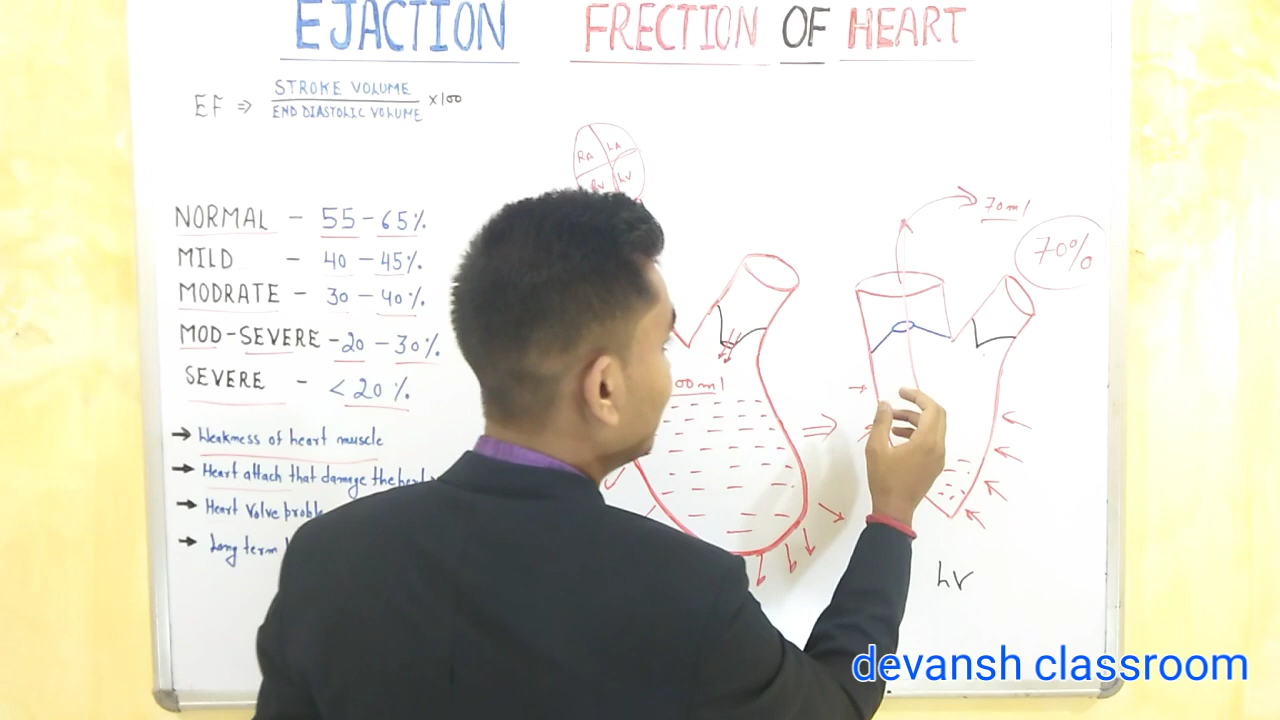 EJACTION FRECTION OF HEART
EF ⇒ STROKE VOLUME
END DIASTOLIC VOLUME ×100
RA LA
RV LV
NORMAL - 55 - 65%
MILD - 40 - 45%
MODRATE - 30 - 40%
MOD-SEVERE - 20 - 30%
SEVERE - < 20%
→ Weakness of heart muscle
→ Heart attach that damage the
→ Heart Valve
→ Long term
00ml
70ml
70%
LV
devansh classroom